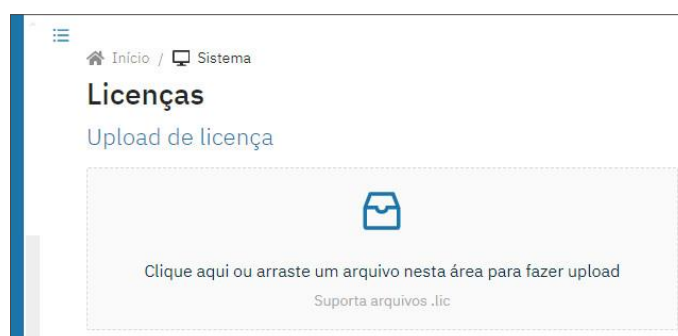 Início / Sistema
Licenças
Upload de licença
Clique aqui ou arraste um arquivo nesta área para fazer upload
Suporta arquivos .lic